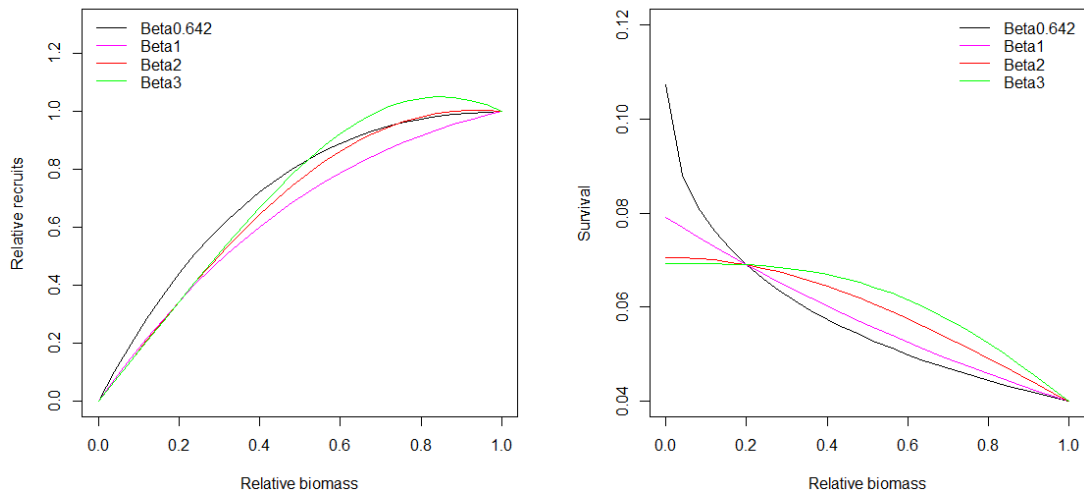 Beta0.642
Beta1
Beta2
Beta3
Relative recruits
0.0 0.2 0.4 0.6 0.8 1.0 1.2
0.0 0.2 0.4 0.6 0.8 1.0
Relative biomass
Beta0.642
Beta1
Beta2
Beta3
Survival
0.04 0.06 0.08 0.10 0.12
0.0 0.2 0.4 0.6 0.8 1.0
Relative biomass